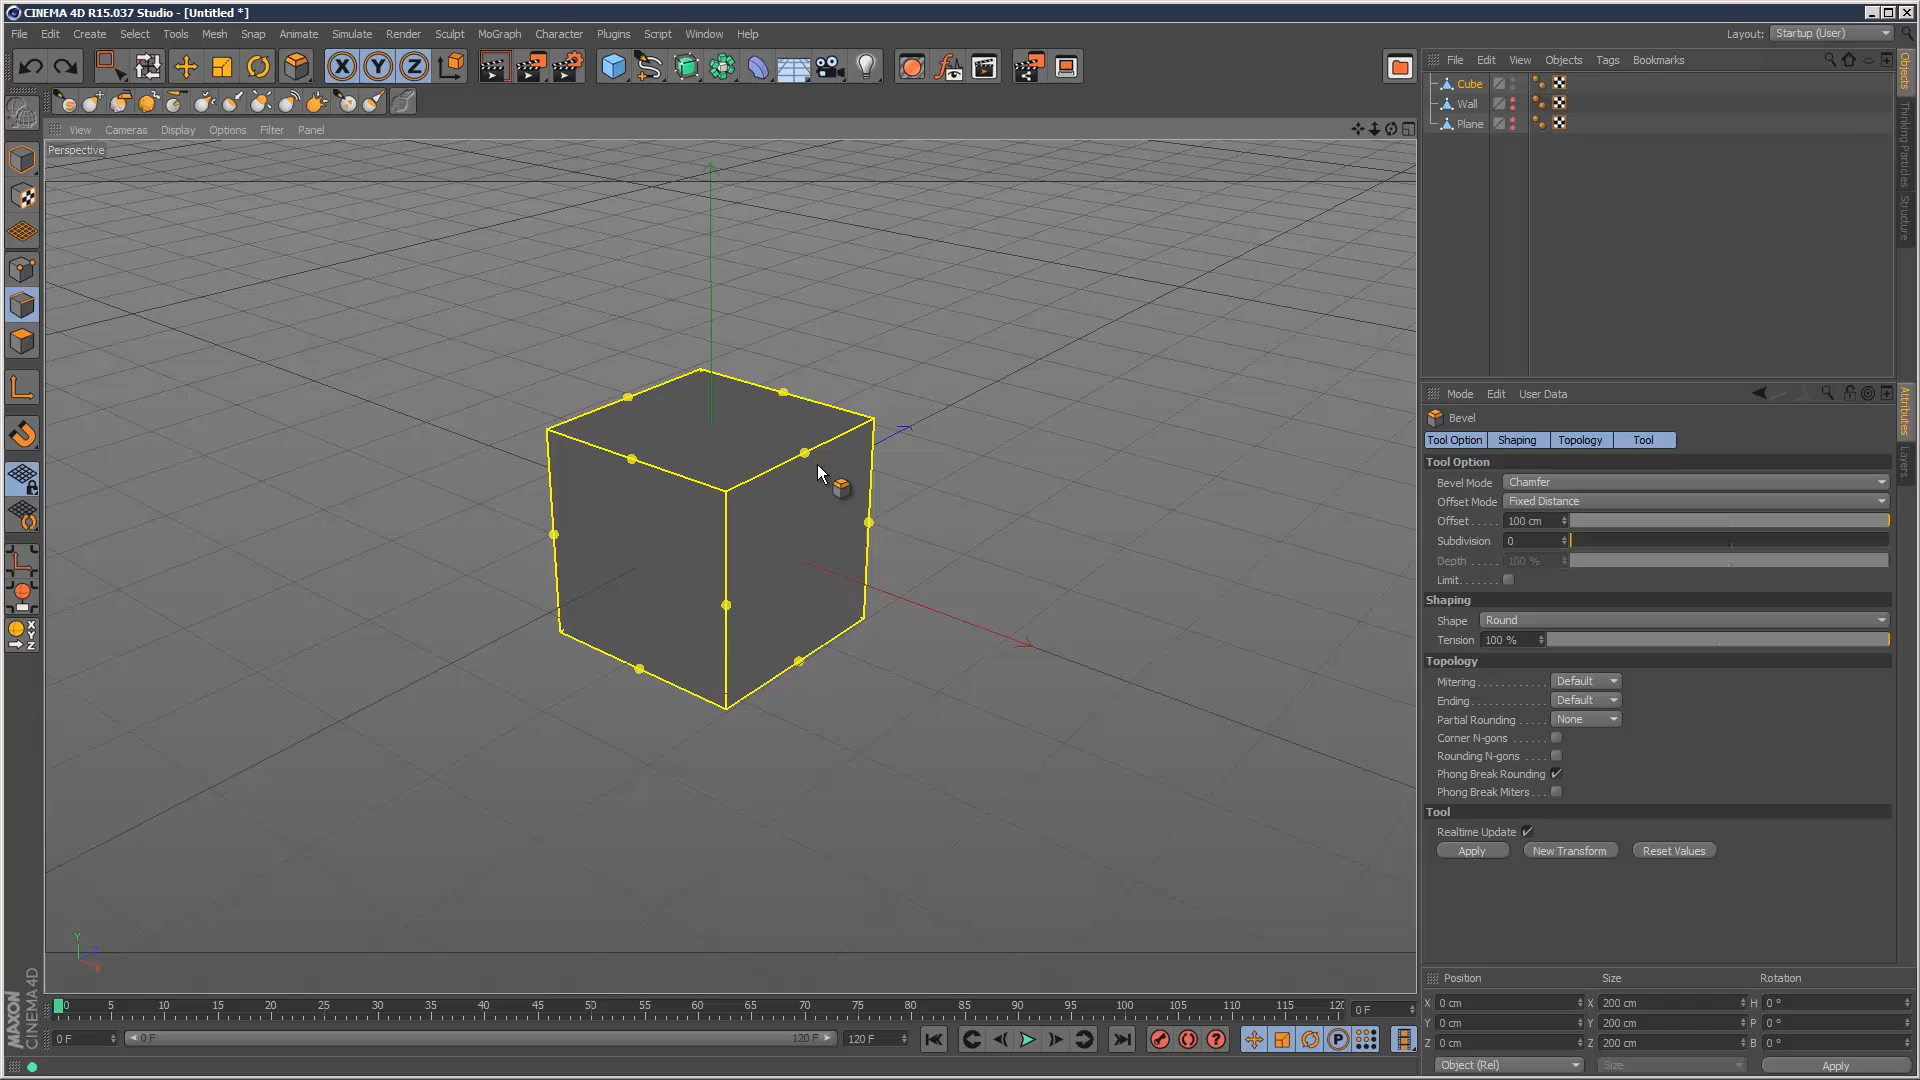 CINEMA 4D R15.037 Studio - [Untitled *]
File Edit Create Select Tools Mesh Snap Animate Simulate Render Sculpt MoGraph Character Plugins Script Window Help
Layout: Startup (User)
X Y Z
File Edit View Objects Tags Bookmarks
Cube
Wall
Plane
Objects
Thinking Particles
Structure
View Cameras Display Options Filter Panel
Perspective
Mode Edit User Data
Attributes
Layers
Bevel
Tool Option Shaping Topology Tool
Tool Option
Bevel Mode Chamfer
Offset Mode Fixed Distance
Offset . . . . . 100 cm
Subdivision 0
Depth . . . . . 100 %
Limit. . . . . . .
Shaping
Shape Round
Tension 100 %
Topology
Mitering . . . . . . . . . . . Default
Ending. . . . . . . . . . . . . Default
Partial Rounding . . . . . None
Corner N-gons . . . . . .
Rounding N-gons . . . .
Phong Break Rounding
Phong Break Miters . . .
Tool
Realtime Update
Apply New Transform Reset Values
X
Y
Z
Y
Z
X
MAXON
CINEMA 4D
Position Size Rotation
X 0 cm X 200 cm H 0 °
Y 0 cm Y 200 cm P 0 °
Z 0 cm Z 200 cm B 0 °
Object (Rel) Size Apply
0 5 10 15 20 25 30 35 40 45 50 55 60 65 70 75 80 85 90 95 100 105 110 115 120 0 F
0 F 0 F 120 F 120 F
P